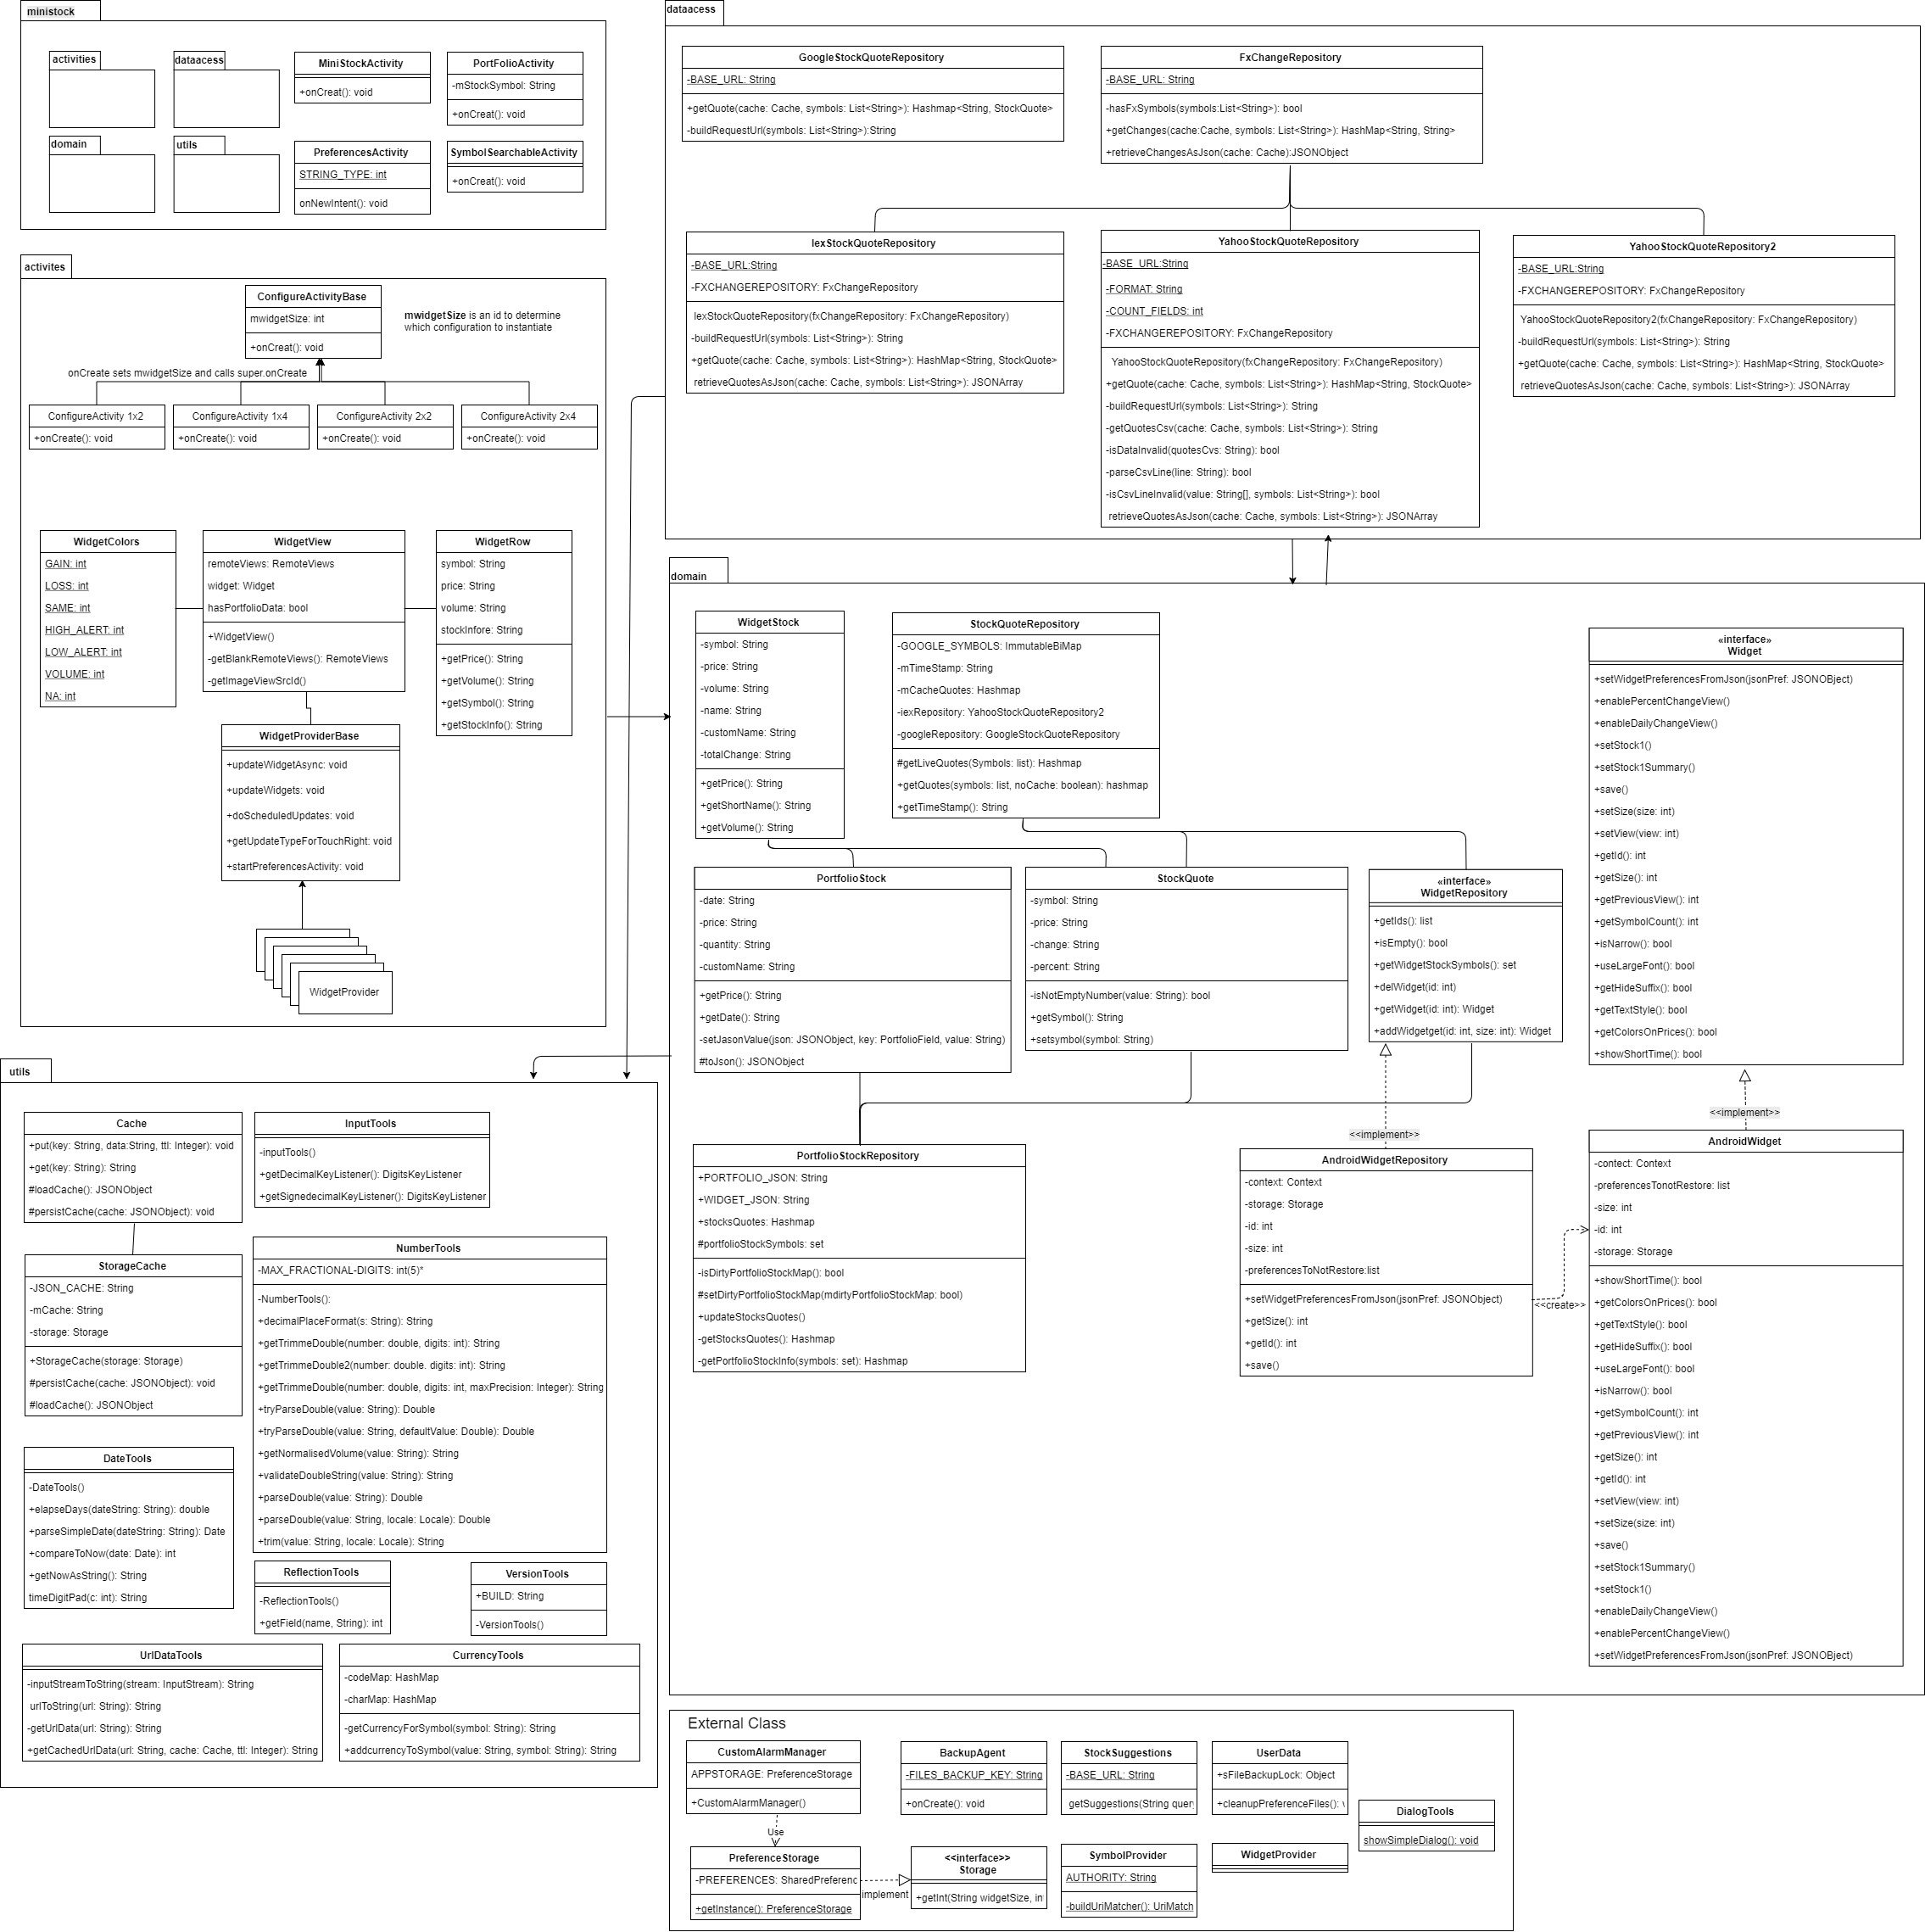 ministock
activities
dataacess
domain
utils
MiniStockActivity
+onCreat(): void
PortFolioActivity
-mStockSymbol: String
+onCreat(): void
PreferencesActivity
STRING_TYPE: int
onNewIntent(): void
SymbolSearchableActivity
+onCreat(): void
activites
ConfigureActivityBase
mwidgetSize: int
+onCreat(): void
mwidgetSize is an id to determine
which configuration to instantiate
onCreate sets mwidgetSize and calls super.onCreate
ConfigureActivity 1x2
+onCreate(): void
ConfigureActivity 1x4
+onCreate(): void
ConfigureActivity 2x2
+onCreate(): void
ConfigureActivity 2x4
+onCreate(): void
WidgetColors
GAIN: int
LOSS: int
SAME: int
HIGH_ALERT: int
LOW_ALERT: int
VOLUME: int
NA: int
WidgetView
remoteViews: RemoteViews
widget: Widget
hasPortfolioData: bool
+WidgetView()
-getBlankRemoteViews(): RemoteViews
-getImageViewSrcId()
WidgetRow
symbol: String
price: String
volume: String
stockInfore: String
+getPrice(): String
+getVolume(): String
+getSymbol(): String
+getStockInfo(): String
WidgetProviderBase
+updateWidgetAsync: void
+updateWidgets: void
+doScheduledUpdates: void
+getUpdateTypeForTouchRight: void
+startPreferencesActivity: void
WidgetProvider
dataacess
GoogleStockQuoteRepository
-BASE_URL: String
+getQuote(cache: Cache, symbols: List<String>): Hashmap<String, StockQuote>
-buildRequestUrl(symbols: List<String>):String
FxChangeRepository
-BASE_URL: String
-hasFxSymbols(symbols:List<String>): bool
+getChanges(cache:Cache, symbols: List<String>): HashMap<String, String>
+retrieveChangesAsJson(cache: Cache):JSONObject
IexStockQuoteRepository
-BASE_URL:String
-FXCHANGEREPOSITORY: FxChangeRepository
IexStockQuoteRepository(fxChangeRepository: FxChangeRepository)
-buildRequestUrl(symbols: List<String>): String
+getQuote(cache: Cache, symbols: List<String>): HashMap<String, StockQuote>
retrieveQuotesAsJson(cache: Cache, symbols: List<String>): JSONArray
YahooStockQuoteRepository
-BASE_URL:String
-FORMAT: String
-COUNT_FIELDS: int
-FXCHANGEREPOSITORY: FxChangeRepository
YahooStockQuoteRepository(fxChangeRepository: FxChangeRepository)
+getQuote(cache: Cache, symbols: List<String>): HashMap<String, StockQuote>
-buildRequestUrl(symbols: List<String>): String
-getQuotesCsv(cache: Cache, symbols: List<String>): String
-isDataInvalid(quotesCvs: String): bool
-parseCsvLine(line: String): bool
-isCsvLineInvalid(value: String[], symbols: List<String>): bool
retrieveQuotesAsJson(cache: Cache, symbols: List<String>): JSONArray
YahooStockQuoteRepository2
-BASE_URL:String
-FXCHANGEREPOSITORY: FxChangeRepository
YahooStockQuoteRepository2(fxChangeRepository: FxChangeRepository)
-buildRequestUrl(symbols: List<String>): String
+getQuote(cache: Cache, symbols: List<String>): HashMap<String, StockQuote>
retrieveQuotesAsJson(cache: Cache, symbols: List<String>): JSONArray
domain
WidgetStock
-symbol: String
-price: String
-volume: String
-name: String
-customName: String
-totalChange: String
+getPrice(): String
+getShortName(): String
+getVolume(): String
StockQuoteRepository
-GOOGLE_SYMBOLS: ImmutableBiMap
-mTimeStamp: String
-mCacheQuotes: Hashmap
-iexRepository: YahooStockQuoteRepository2
-googleRepository: GoogleStockQuoteRepository
#getLiveQuotes(Symbols: list): Hashmap
+getQuotes(symbols: list, noCache: boolean): hashmap
+getTimeStamp(): String
«interface»
Widget
+setWidgetPreferencesFromJson(jsonPref: JSONOBject)
+enablePercentChangeView()
+enableDailyChangeView()
+setStock1()
+setStock1Summary()
+save()
+setSize(size: int)
+setView(view: int)
+getId(): int
+getSize(): int
+getPreviousView(): int
+getSymbolCount(): int
+isNarrow(): bool
+useLargeFont(): bool
+getHideSuffix(): bool
+getTextStyle(): bool
+getColorsOnPrices(): bool
+showShortTime(): bool
PortfolioStock
-date: String
-price: String
-quantity: String
-customName: String
+getPrice(): String
+getDate(): String
-setJasonValue(json: JSONObject, key: PortfolioField, value: String)
#toJson(): JSONObject
StockQuote
-symbol: String
-price: String
-change: String
-percent: String
-isNotEmptyNumber(value: String): bool
+getSymbol(): String
+setsymbol(symbol: String)
«interface»
WidgetRepository
+getIds(): list
+isEmpty(): bool
+getWidgetStockSymbols(): set
+delWidget(id: int)
+getWidget(id: int): Widget
+addWidgetget(id: int, size: int): Widget
<<implement>>
<<implement>>
PortfolioStockRepository
+PORTFOLIO_JSON: String
+WIDGET_JSON: String
+stocksQuotes: Hashmap
#portfolioStockSymbols: set
-isDirtyPortfolioStockMap(): bool
#setDirtyPortfolioStockMap(mdirtyPortfolioStockMap: bool)
+updateStocksQuotes()
-getStocksQuotes(): Hashmap
-getPortfolioStockInfo(symbols: set): Hashmap
AndroidWidgetRepository
-context: Context
-storage: Storage
-id: int
-size: int
-preferencesToNotRestore:list
+setWidgetPreferencesFromJson(jsonPref: JSONObject)
+getSize(): int
+getId(): int
+save()
<<create>>
AndroidWidget
-contect: Context
-preferencesTonotRestore: list
-size: int
-id: int
-storage: Storage
+showShortTime(): bool
+getColorsOnPrices(): bool
+getTextStyle(): bool
+getHideSuffix(): bool
+useLargeFont(): bool
+isNarrow(): bool
+getSymbolCount(): int
+getPreviousView(): int
+getSize(): int
+getId(): int
+setView(view: int)
+setSize(size: int)
+save()
+setStock1Summary()
+setStock1()
+enableDailyChangeView()
+enablePercentChangeView()
+setWidgetPreferencesFromJson(jsonPref: JSONOBject)
utils
Cache
+put(key: String, data:String, ttl: Integer): void
+get(key: String): String
#loadCache(): JSONObject
#persistCache(cache: JSONObject): void
InputTools
-inputTools()
+getDecimalKeyListener(): DigitsKeyListener
+getSignedecimalKeyListener(): DigitsKeyListener
StorageCache
-JSON_CACHE: String
-mCache: String
-storage: Storage
+StorageCache(storage: Storage)
#persistCache(cache: JSONObject): void
#loadCache(): JSONObject
NumberTools
-MAX_FRACTIONAL-DIGITS: int(5)*
-NumberTools():
+decimalPlaceFormat(s: String): String
+getTrimmeDouble(number: double, digits: int): String
+getTrimmeDouble2(number: double. digits: int): String
+getTrimmeDouble(number: double, digits: int, maxPrecision: Integer): String
+tryParseDouble(value: String): Double
+tryParseDouble(value: String, defaultValue: Double): Double
+getNormalisedVolume(value: String): String
+validateDoubleString(value: String): String
+parseDouble(value: String): Double
+parseDouble(value: String, locale: Locale): Double
+trim(value: String, locale: Locale): String
DateTools
-DateTools()
+elapseDays(dateString: String): double
+parseSimpleDate(dateString: String): Date
+compareToNow(date: Date): int
+getNowAsString(): String
timeDigitPad(c: int): String
ReflectionTools
-ReflectionTools()
+getField(name, String): int
VersionTools
+BUILD: String
-VersionTools()
UrlDataTools
-inputStreamToString(stream: InputStream): String
urlToString(url: String): String
-getUrlData(url: String): String
+getCachedUrlData(url: String, cache: Cache, ttl: Integer): String
CurrencyTools
-codeMap: HashMap
-charMap: HashMap
-getCurrencyForSymbol(symbol: String): String
+addcurrencyToSymbol(value: String, symbol: String): String
External Class
CustomAlarmManager
APPSTORAGE: PreferenceStorage
+CustomAlarmManager()
Use
BackupAgent
-FILES_BACKUP_KEY: String
+onCreate(): void
StockSuggestions
-BASE_URL: String
getSuggestions(String query
UserData
+sFileBackupLock: Object
+cleanupPreferenceFiles():
DialogTools
showSimpleDialog(): void
PreferenceStorage
-PREFERENCES: SharedPreferenc
+getInstance(): PreferenceStorage
implement
<<interface>>
Storage
+getInt(String widgetSize, in
SymbolProvider
AUTHORITY: String
-buildUriMatcher(): UriMatch
WidgetProvider